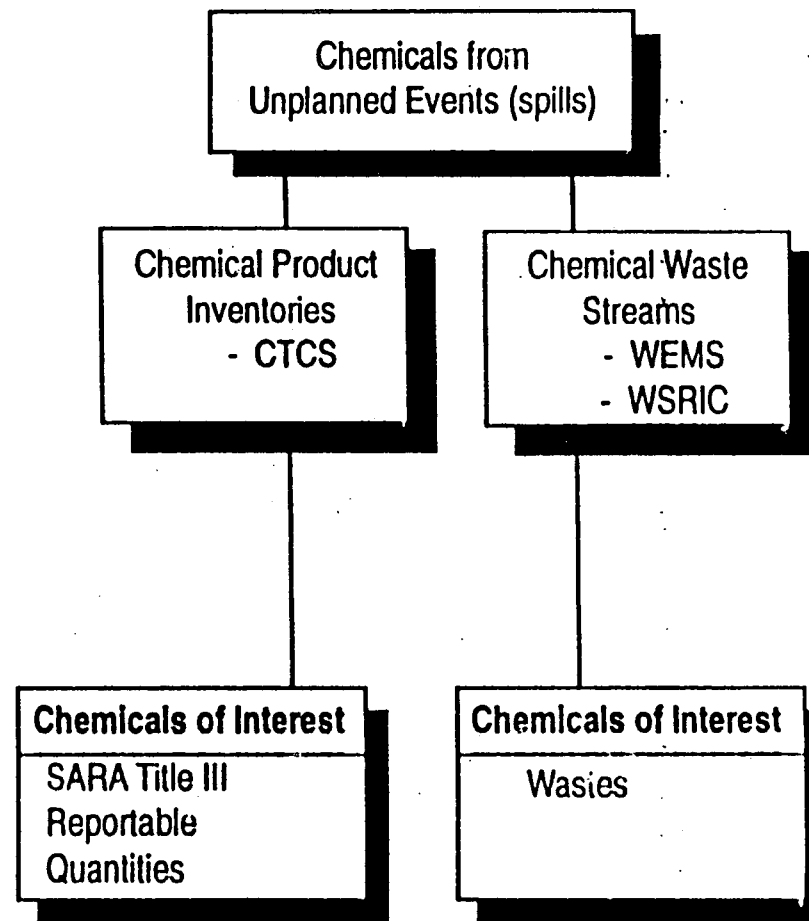 Chemicals from
Unplanned Events (spills)
Chemical Product
Inventories
- CTCS
Chemical Waste
Streams
- WEMS
- WSRIC
Chemicals of Interest
SARA Title III
Reportable
Quantities
Chemicals of Interest
Wastes